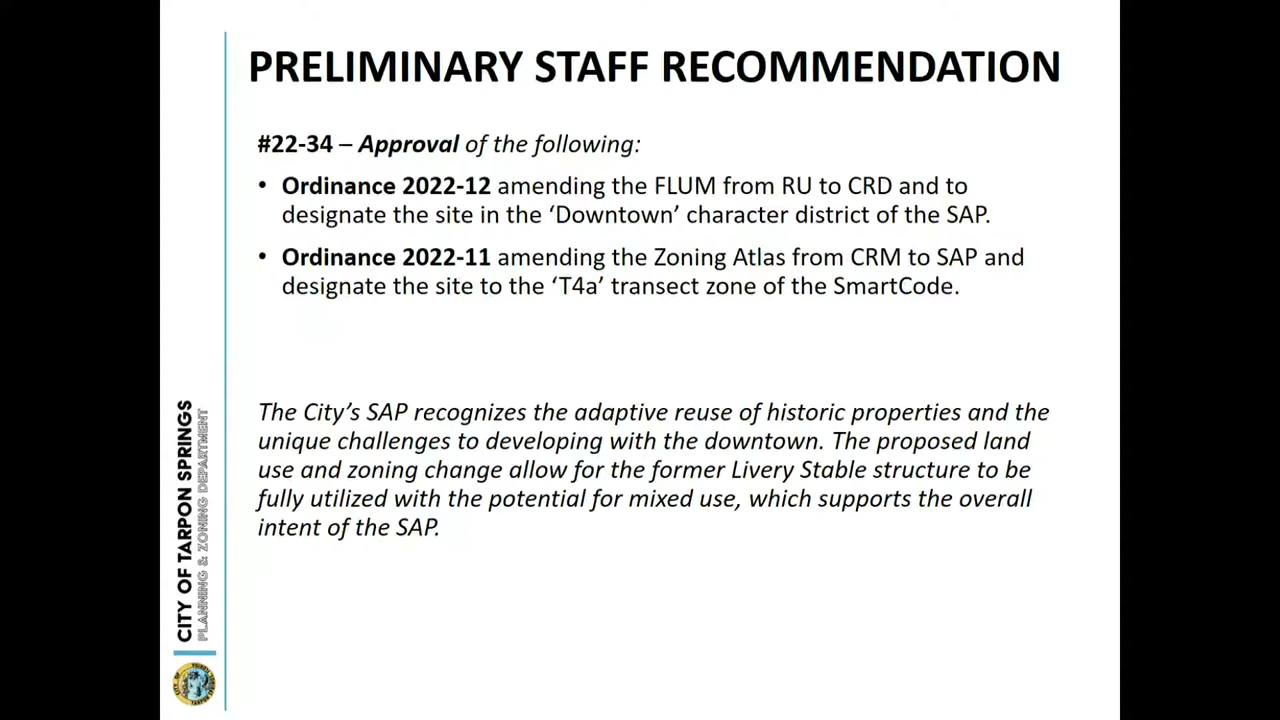 PRELIMINARY STAFF RECOMMENDATION
#22-34 – Approval of the following:
• Ordinance 2022-12 amending the FLUM from RU to CRD and to
designate the site in the ‘Downtown’ character district of the SAP.
• Ordinance 2022-11 amending the Zoning Atlas from CRM to SAP and
designate the site to the ‘T4a’ transect zone of the SmartCode.
The City’s SAP recognizes the adaptive reuse of historic properties and the
unique challenges to developing with the downtown. The proposed land
use and zoning change allow for the former Livery Stable structure to be
fully utilized with the potential for mixed use, which supports the overall
intent of the SAP.
CITY OF TARPON SPRINGS
PLANNING & ZONING DEPARTMENT